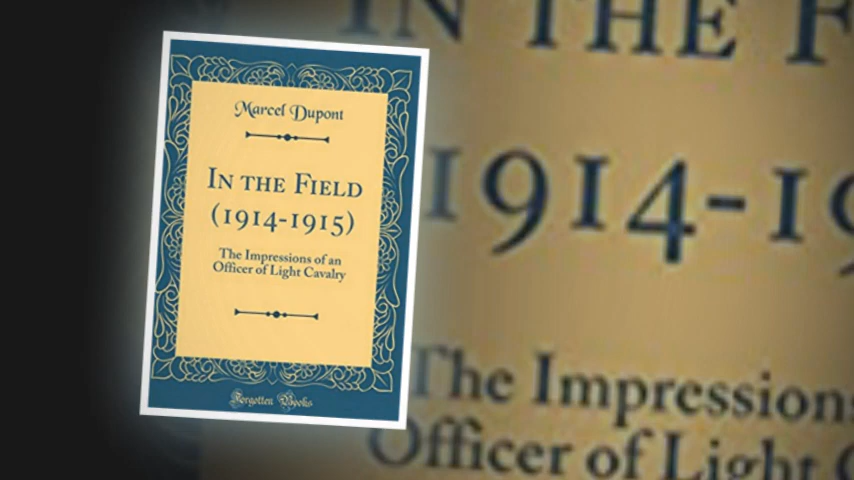 Marcel Dupont
In the Field
(1914-1915)
The Impressions of an
Officer of Light Cavalry
Forgotten Books
In the F
1914-19
The Impressions
Officer of Light C